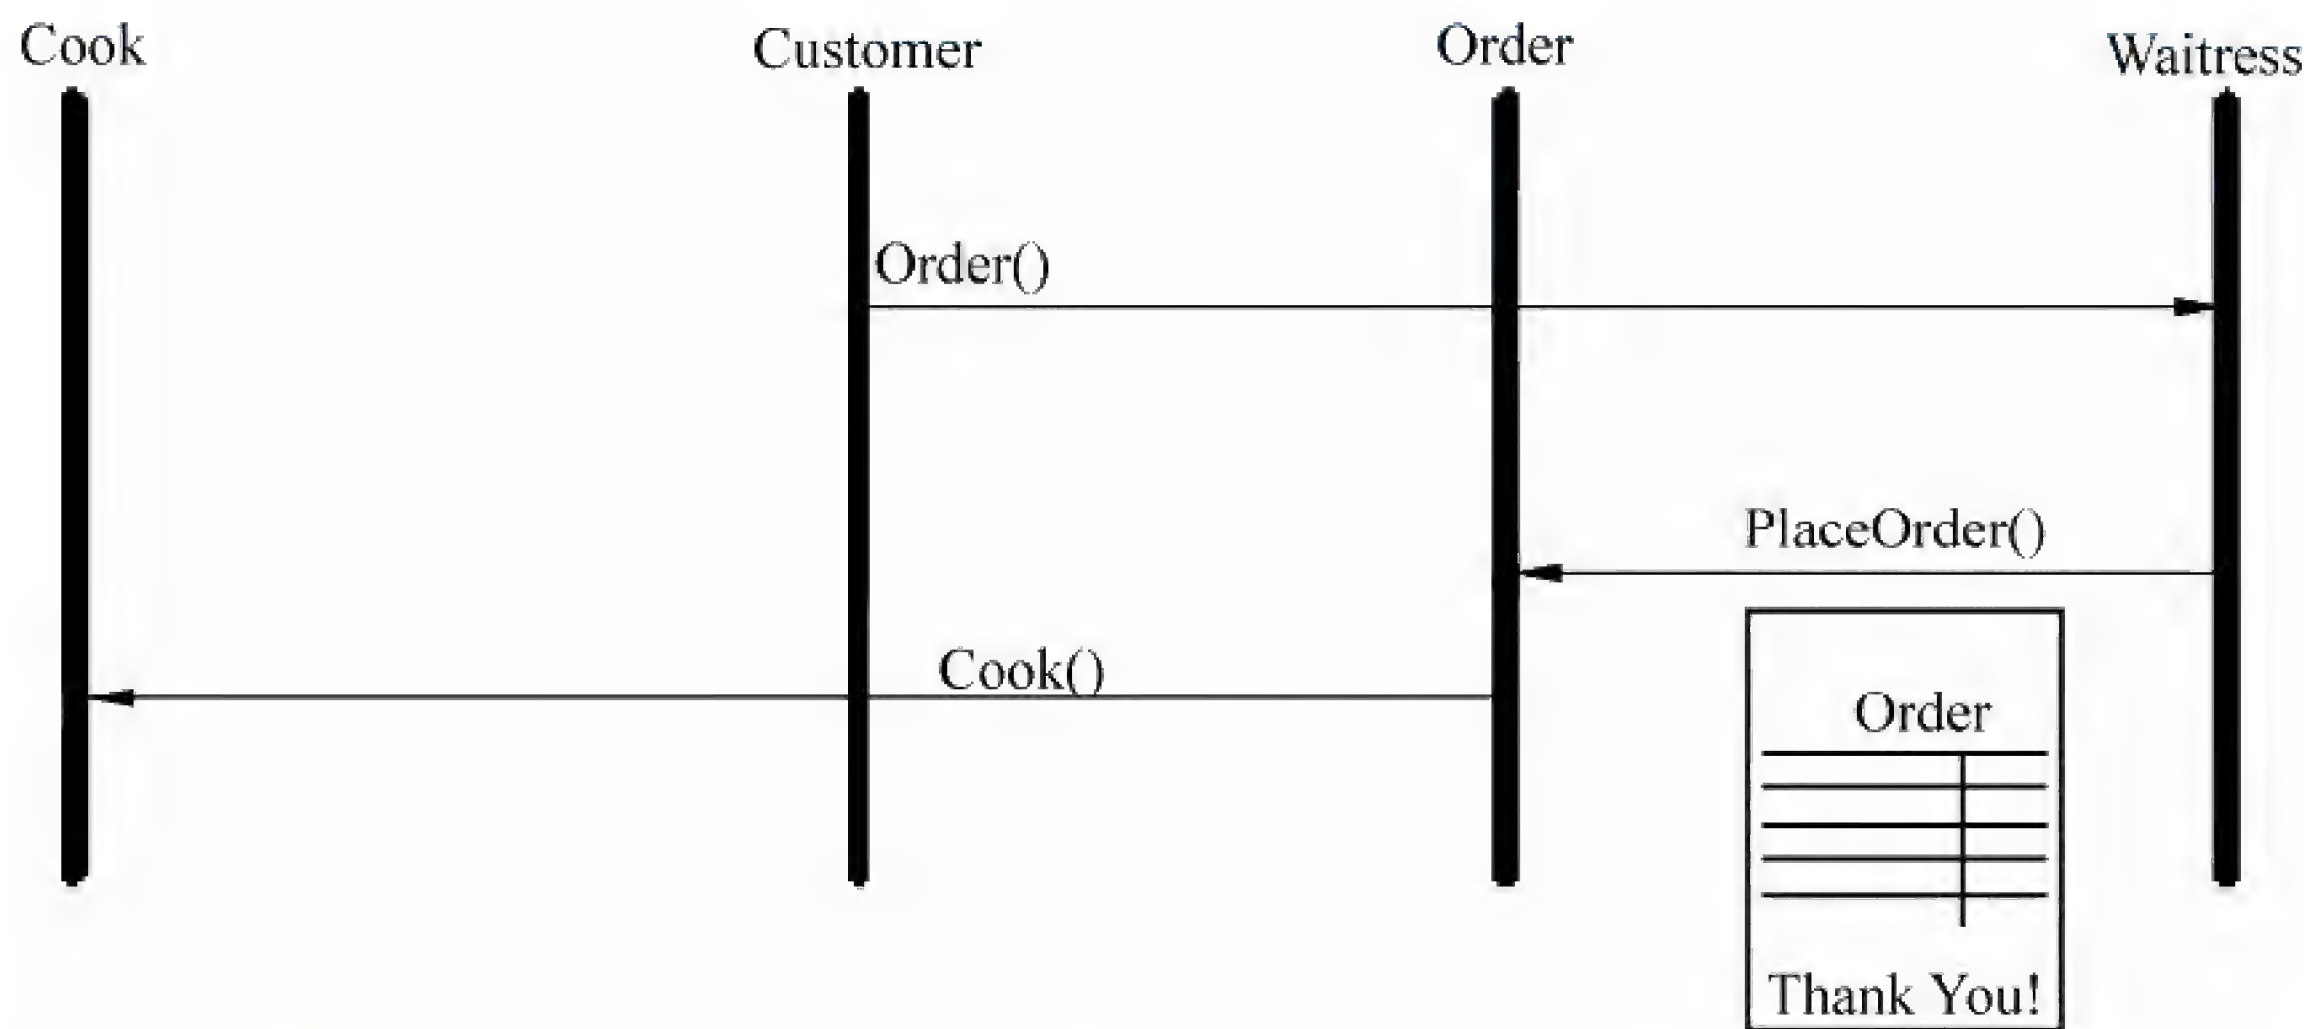 Cook
Customer
Order
Waitress
Order()
PlaceOrder()
Cook()
Order
Thank You!